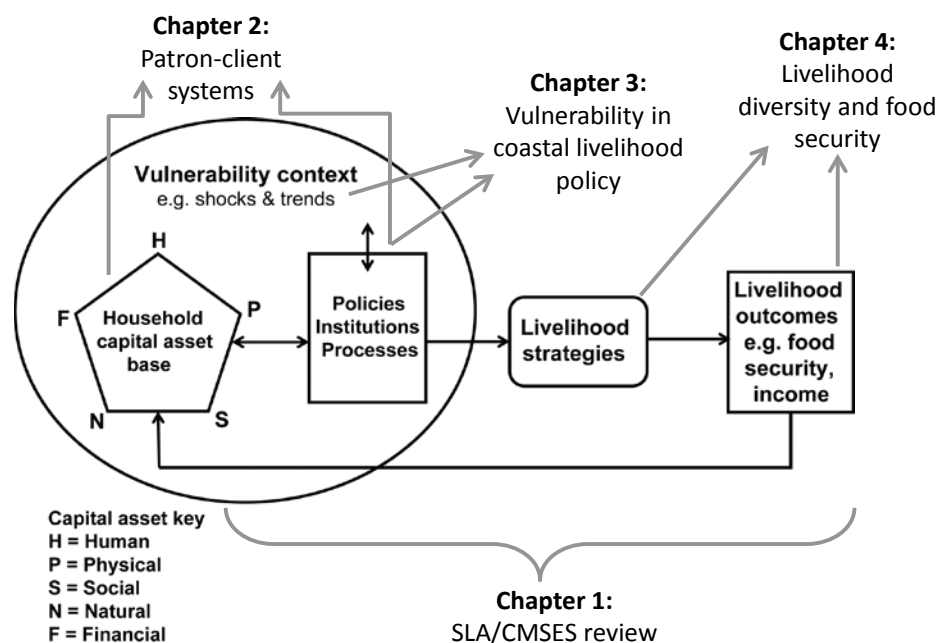 Chapter 2:
Patron-client
systems
Chapter 3:
Vulnerability in
coastal livelihood
policy
Chapter 4:
Livelihood
diversity and food
security
Vulnerability context
e.g. shocks & trends
H
F
P
N
S
Household
capital asset
base
Policies
Institutions
Processes
Livelihood
strategies
Livelihood
outcomes
e.g. food
security,
income
Capital asset key
H = Human
P = Physical
S = Social
N = Natural
F = Financial
Chapter 1:
SLA/CMSES review